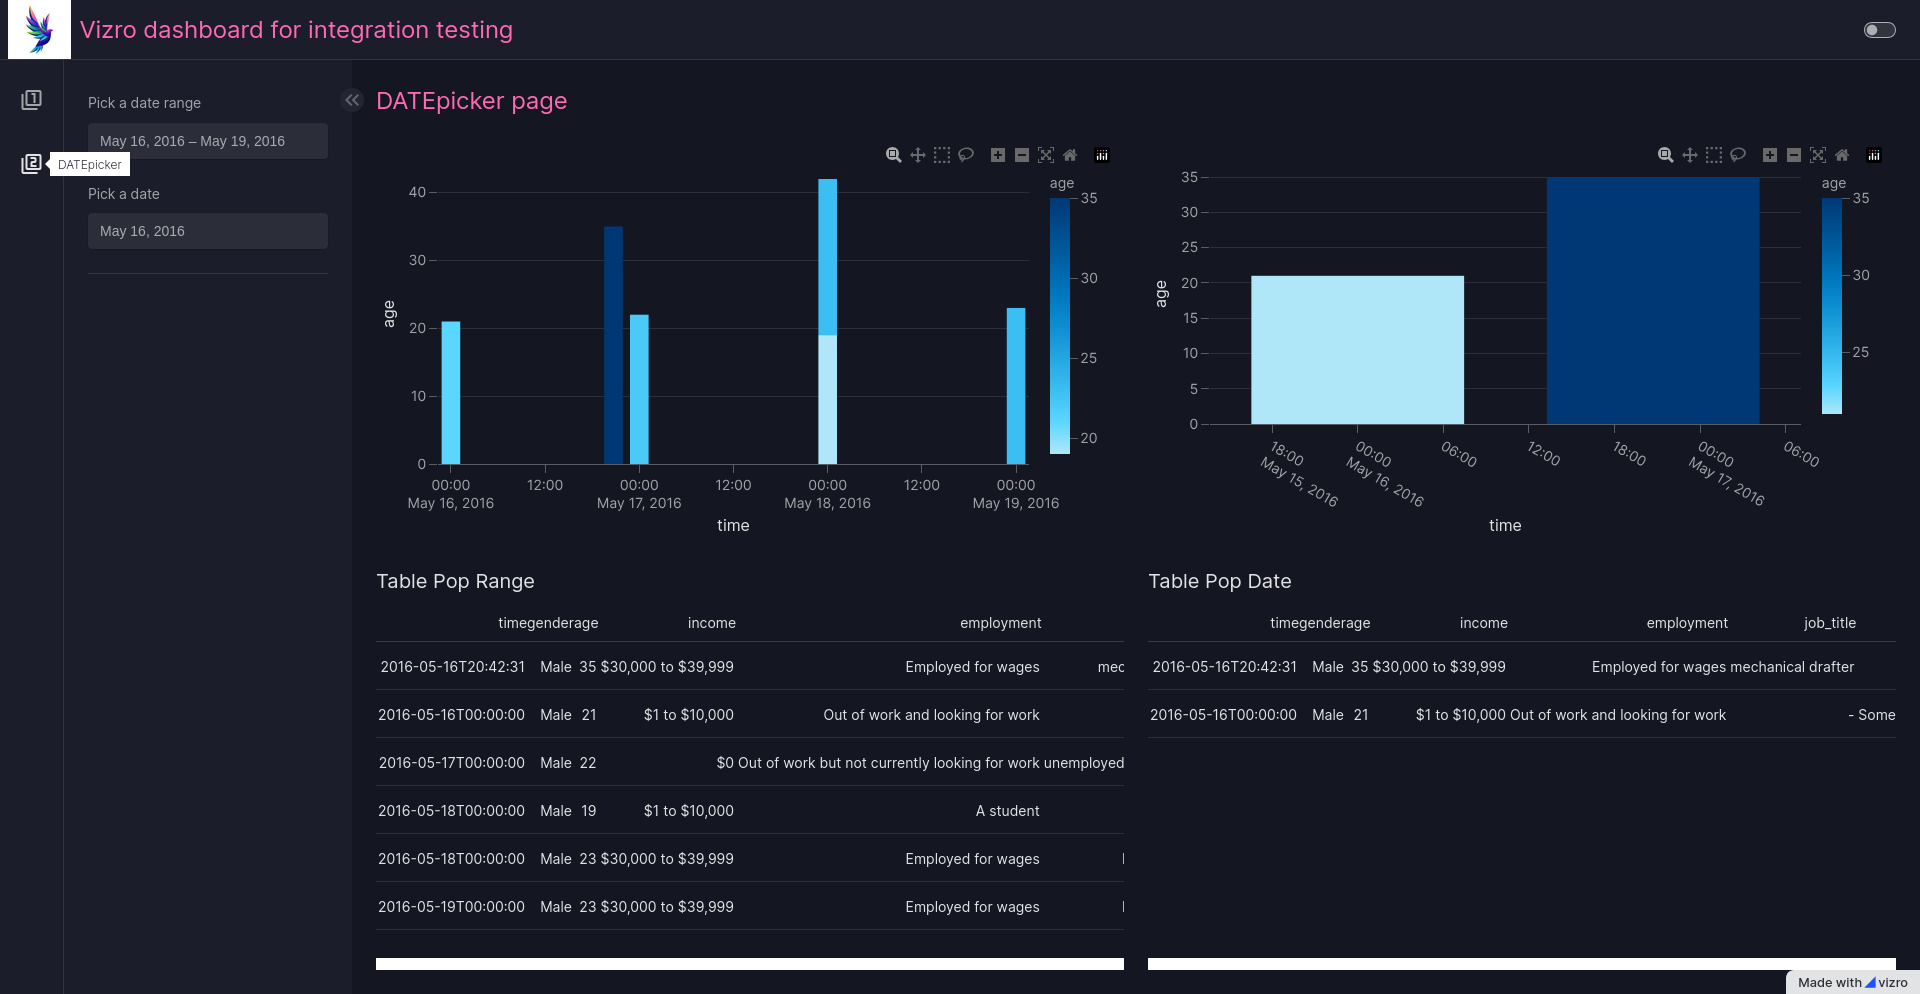 Vizro dashboard for integration testing
Pick a date range
May 16, 2016 – May 19, 2016
DATEpicker
Pick a date
May 16, 2016
DATEpicker page
age
40
30
20
10
0
00:00
May 16, 2016
12:00
00:00
May 17, 2016
12:00
00:00
May 18, 2016
12:00
00:00
May 19, 2016
time
age
35
30
25
20
age
35
30
25
20
15
10
5
0
18:00
May 15, 2016
00:00
May 16, 2016
06:00
12:00
18:00
00:00
May 17, 2016
06:00
time
age
35
30
25
Table Pop Range
timegenderage income employment
2016-05-16T20:42:31 Male 35 $30,000 to $39,999 Employed for wages mec
2016-05-16T00:00:00 Male 21 $1 to $10,000 Out of work and looking for work
2016-05-17T00:00:00 Male 22 $0 Out of work but not currently looking for work unemployed
2016-05-18T00:00:00 Male 19 $1 to $10,000 A student
2016-05-18T00:00:00 Male 23 $30,000 to $39,999 Employed for wages
2016-05-19T00:00:00 Male 23 $30,000 to $39,999 Employed for wages
Table Pop Date
timegenderage income employment job_title
2016-05-16T20:42:31 Male 35 $30,000 to $39,999 Employed for wages mechanical drafter
2016-05-16T00:00:00 Male 21 $1 to $10,000 Out of work and looking for work - Some
Made with vizro